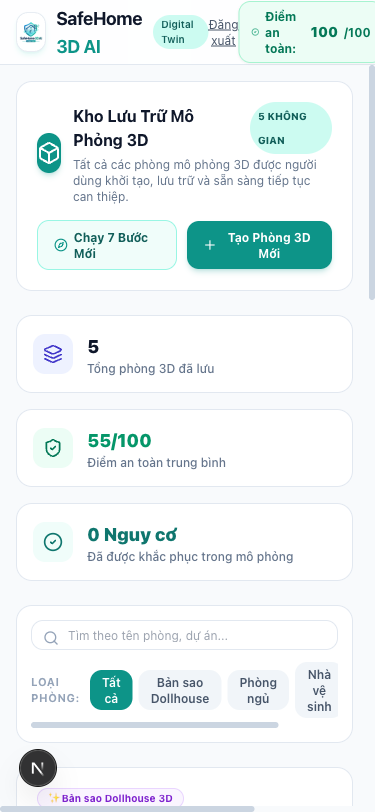 SafeHome
3D AI
Digital
Twin
Đăng
xuất
Điểm
an
toàn:
100 /100
Kho Lưu Trữ Mô
Phỏng 3D
5 KHÔNG
GIAN
Tất cả các phòng mô phỏng 3D được người
dùng khởi tạo, lưu trữ và sẵn sàng tiếp tục
can thiệp.
Chạy 7 Bước
Mới
Tạo Phòng 3D
Mới
5
Tổng phòng 3D đã lưu
55/100
Điểm an toàn trung bình
0 Nguy cơ
Đã được khắc phục trong mô phỏng
Tìm theo tên phòng, dự án...
LOẠI
PHÒNG:
Tất
cả
Bản sao
Dollhouse
Phòng
ngủ
Nhà
vệ
sinh
N
✨Bản sao Dollhouse 3D